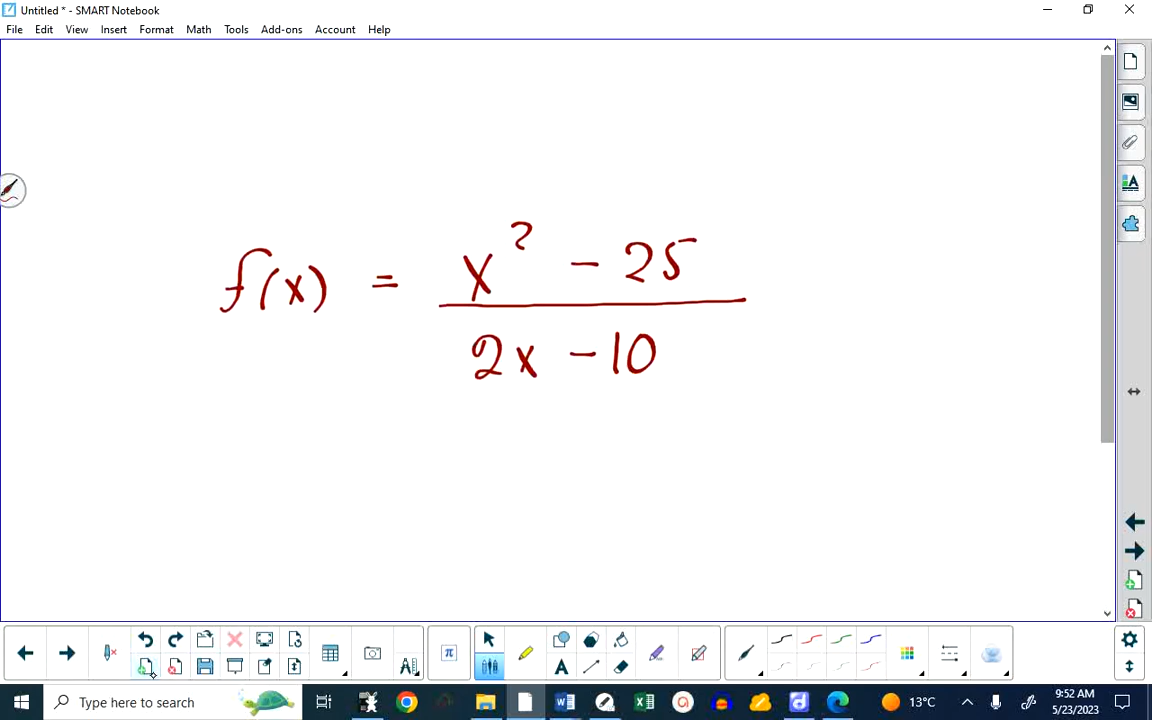 Untitled * - SMART Notebook
File Edit View Insert Format Math Tools Add-ons Account Help
f(x) = x² - 25
2x - 10
π
A
Type here to search
13°C
9:52 AM
5/23/2023